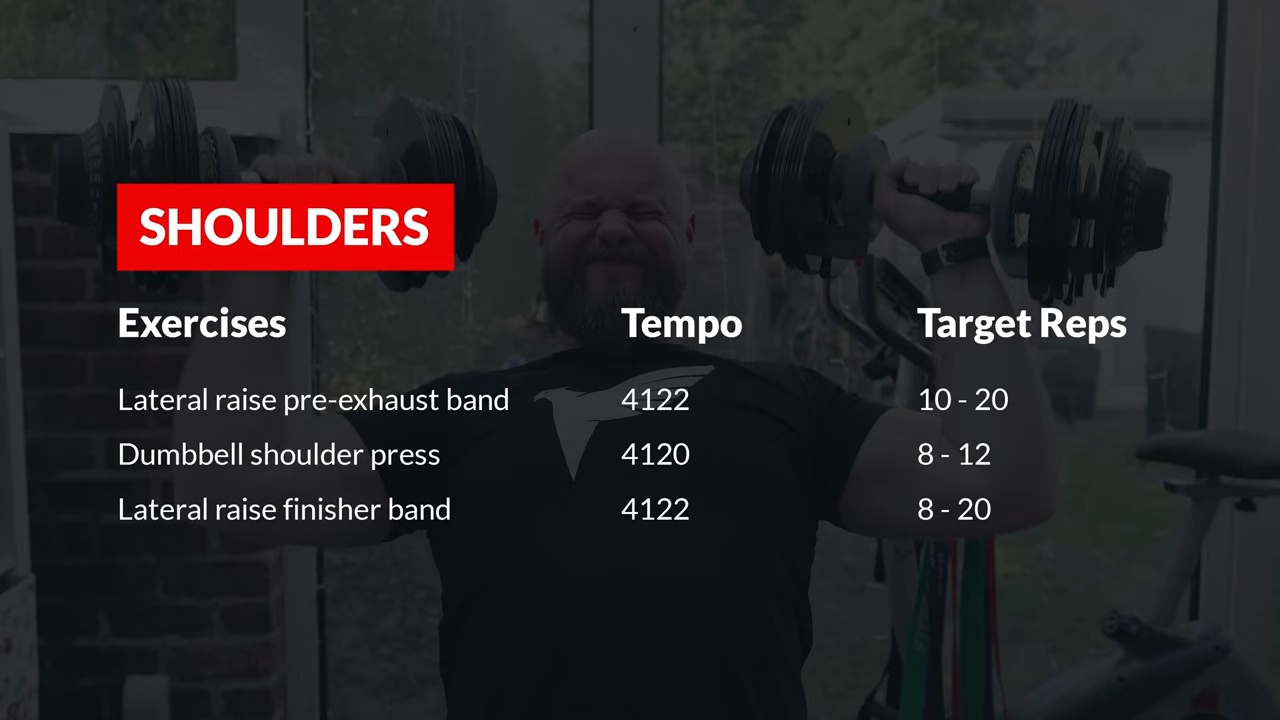 SHOULDERS
Exercises Tempo Target Reps
Lateral raise pre-exhaust band 4122 10 - 20
Dumbbell shoulder press 4120 8 - 12
Lateral raise finisher band 4122 8 - 20